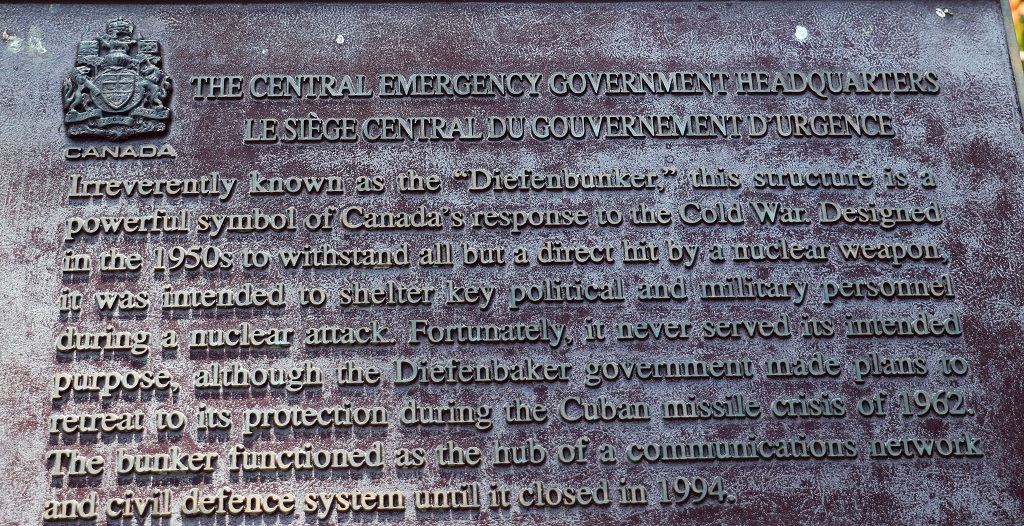 CANADA
THE CENTRAL EMERGENCY GOVERNMENT HEADQUARTERS
LE SIÈGE CENTRAL DU GOUVERNEMENT D'URGENCE
Irreverently known as the “Diefenbunker,” this structure is a
powerful symbol of Canada's response to the Cold War. Designed
in the 1950s to withstand all but a direct hit by a nuclear weapon,
it was intended to shelter key political and military personnel
during a nuclear attack. Fortunately, it never served its intended
purpose, although the Diefenbaker government made plans to
retreat to its protection during the Cuban missile crisis of 1962.
The bunker functioned as the hub of a communications network
and civil defence system until it closed in 1994.